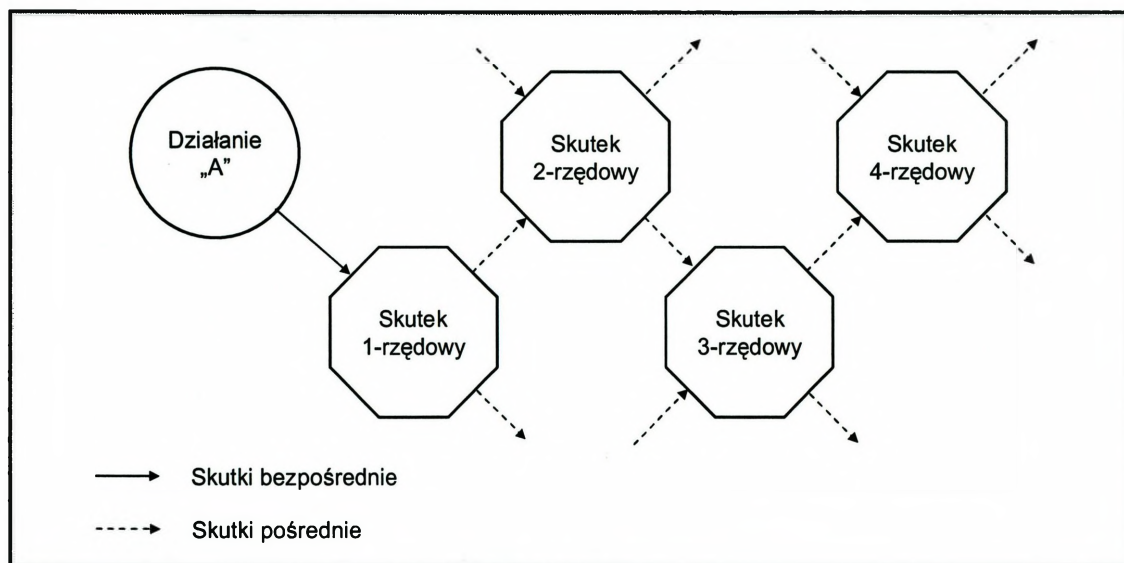 Działanie
„A”
Skutek
2-rzędowy
Skutek
4-rzędowy
Skutek
1-rzędowy
Skutek
3-rzędowy
Skutki bezpośrednie
Skutki pośrednie